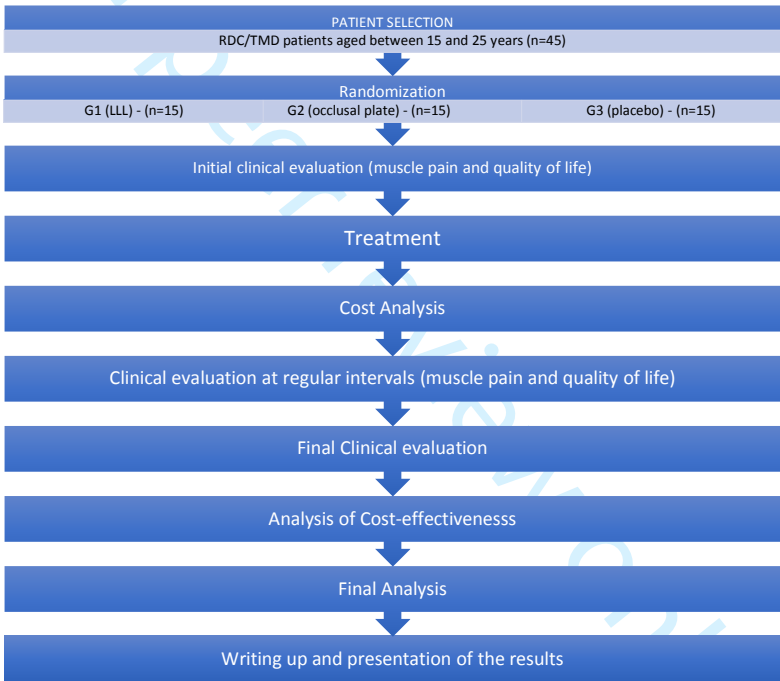 PATIENT SELECTION
RDC/TMD patients aged between 15 and 25 years (n=45)
Randomization
G1 (LLL) - (n=15) G2 (occlusal plate) - (n=15) G3 (placebo) - (n=15)
Initial clinical evaluation (muscle pain and quality of life)
Treatment
Cost Analysis
Clinical evaluation at regular intervals (muscle pain and quality of life)
Final Clinical evaluation
Analysis of Cost-effectivenesss
Final Analysis
Writing up and presentation of the results